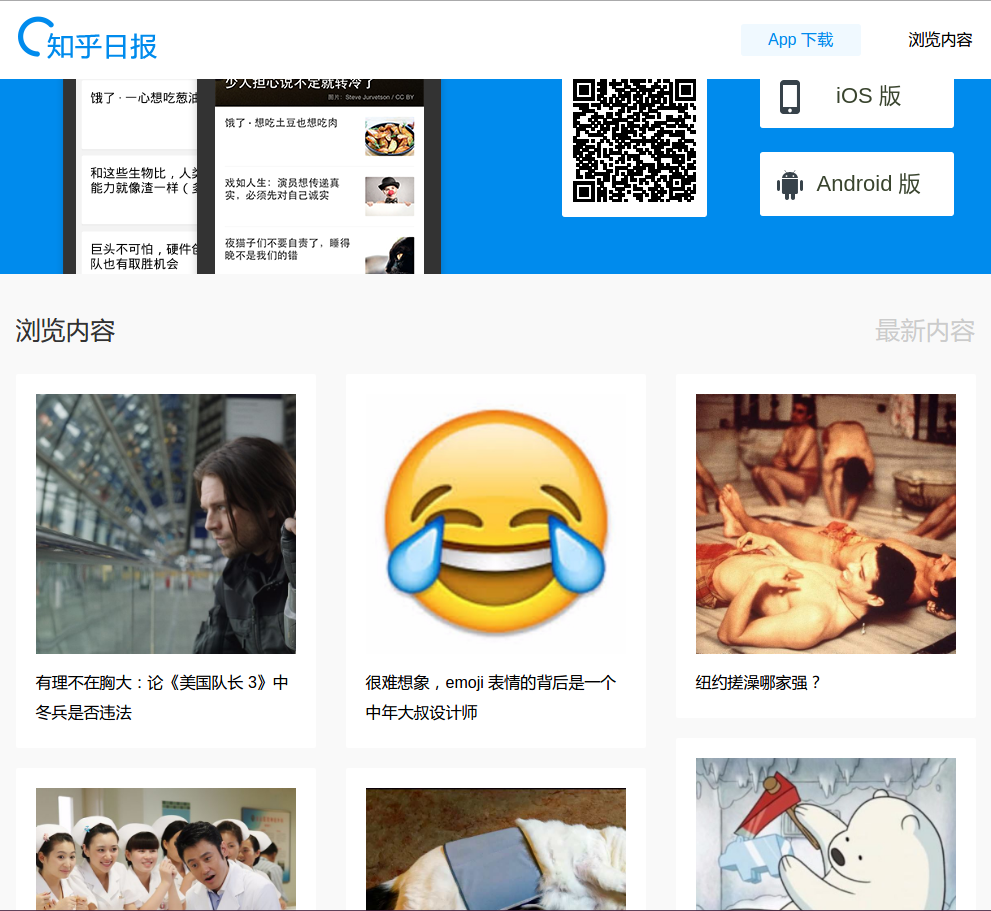 知乎日报
App 下载
浏览内容
饿了 · 一心想吃葱油
和这些生物比，人类
能力就像渣一样（多
巨头不可怕，硬件创
队也有取胜机会
少人担心说不定就转冷了
图片：Steve Jurvetson / CC BY
饿了 · 想吃土豆也想吃肉
戏如人生：演员想传递真
实，必须先对自己诚实
夜猫子们不要自责了，睡得
晚不是我们的错
iOS 版
Android 版
浏览内容
最新内容
有理不在胸大：论《美国队长 3》中
冬兵是否违法
很难想象，emoji 表情的背后是一个
中年大叔设计师
纽约搓澡哪家强？